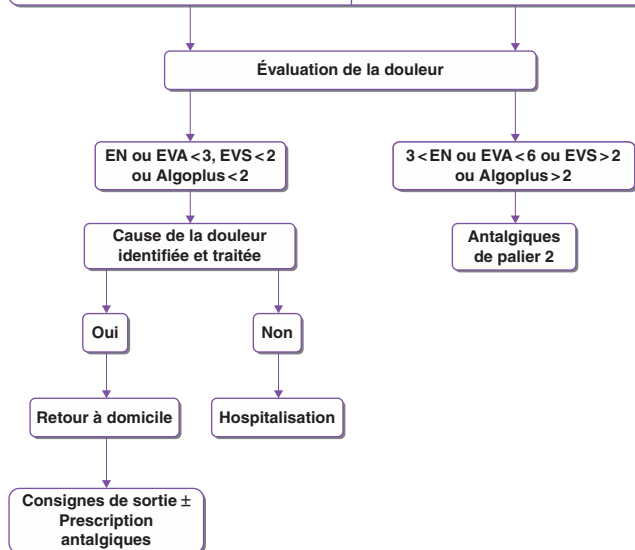 Évaluation de la douleur
EN ou EVA<3, EVS<2
ou Algoplus<2
3<EN ou EVA<6 ou EVS>2
ou Algoplus>2
Cause de la douleur
identifiée et traitée
Antalgiques
de palier 2
Oui
Non
Retour à domicile
Hospitalisation
Consignes de sortie ±
Prescription
antalgiques